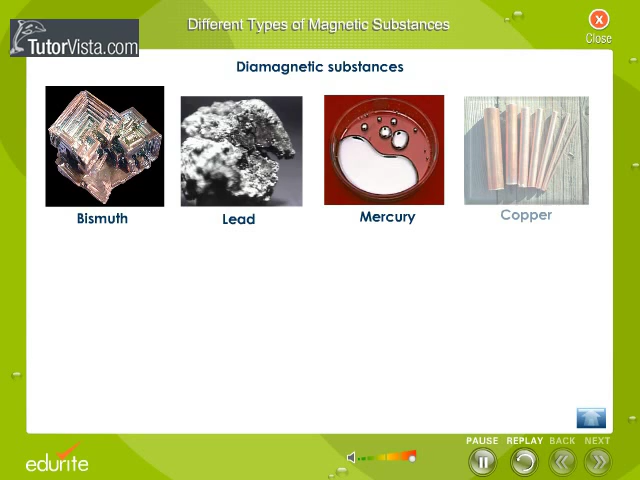 Different Types of Magnetic Substances
X
Close
TutorVista.com
Diamagnetic substances
Bismuth
Lead
Mercury
Copper
PAUSE REPLAY BACK NEXT
edurite